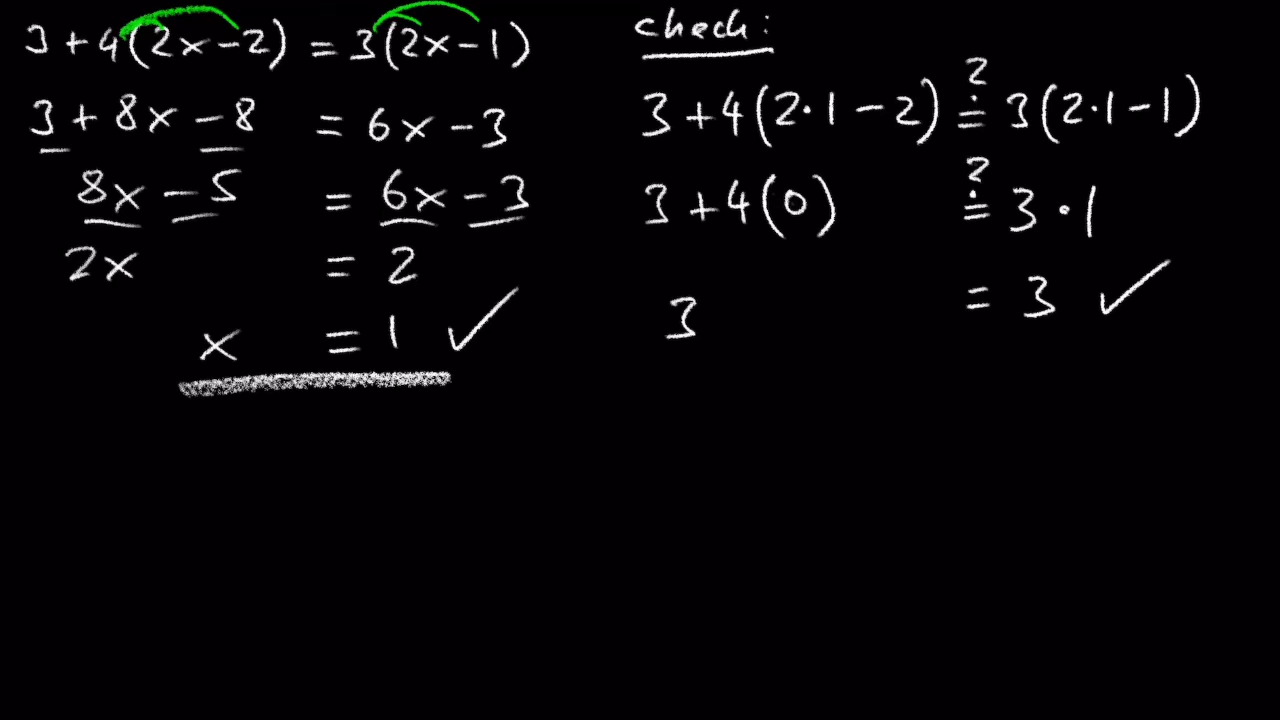 3 + 4(2x - 2) = 3(2x - 1)
3 + 8x - 8 = 6x - 3
8x - 5 = 6x - 3
2x = 2
x = 1 ✓
check:
3 + 4(2·1 - 2) ≟ 3(2·1 - 1)
3 + 4(0) ≟ 3·1
3 = 3 ✓